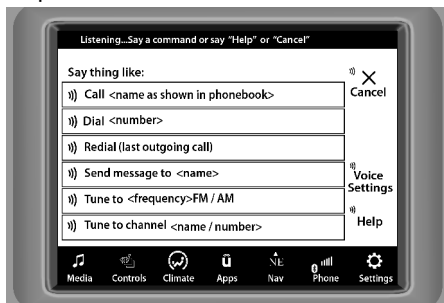 Listening...Say a command or say “Help” or “Cancel”
Say thing like:
Call <name as shown in phonebook>
Dial <number>
Redial (last outgoing call)
Send message to <name>
Tune to <frequency>FM / AM
Tune to channel <name / number>
Cancel
Voice
Settings
Help
NE
Media Controls Climate Apps Nav Phone Settings